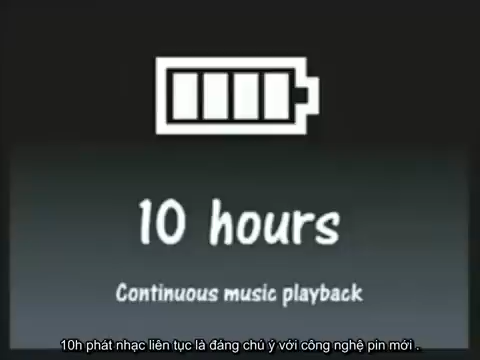 10 hours
Continuous music playback
10h phát nhạc liên tục là đáng chú ý với công nghệ pin mới .